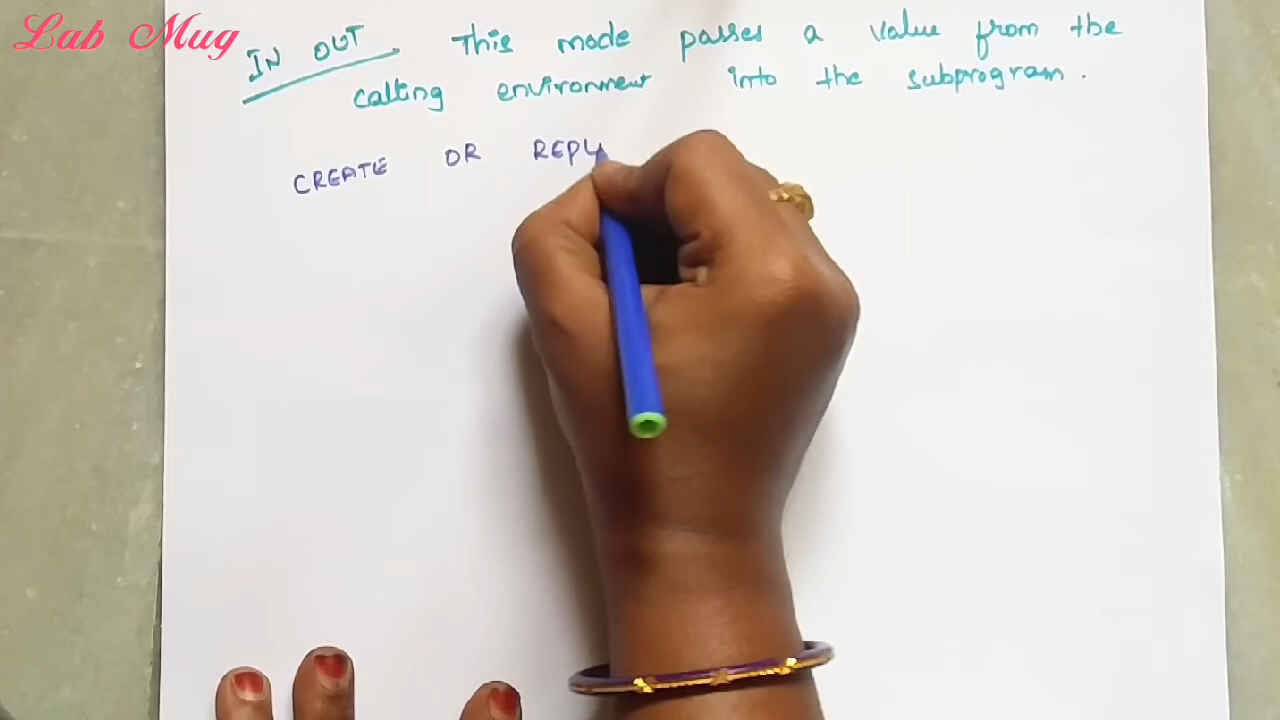 Lab Mug
IN OUT This mode passes a value from the
calling environment into the subprogram.
CREATE OR REPL